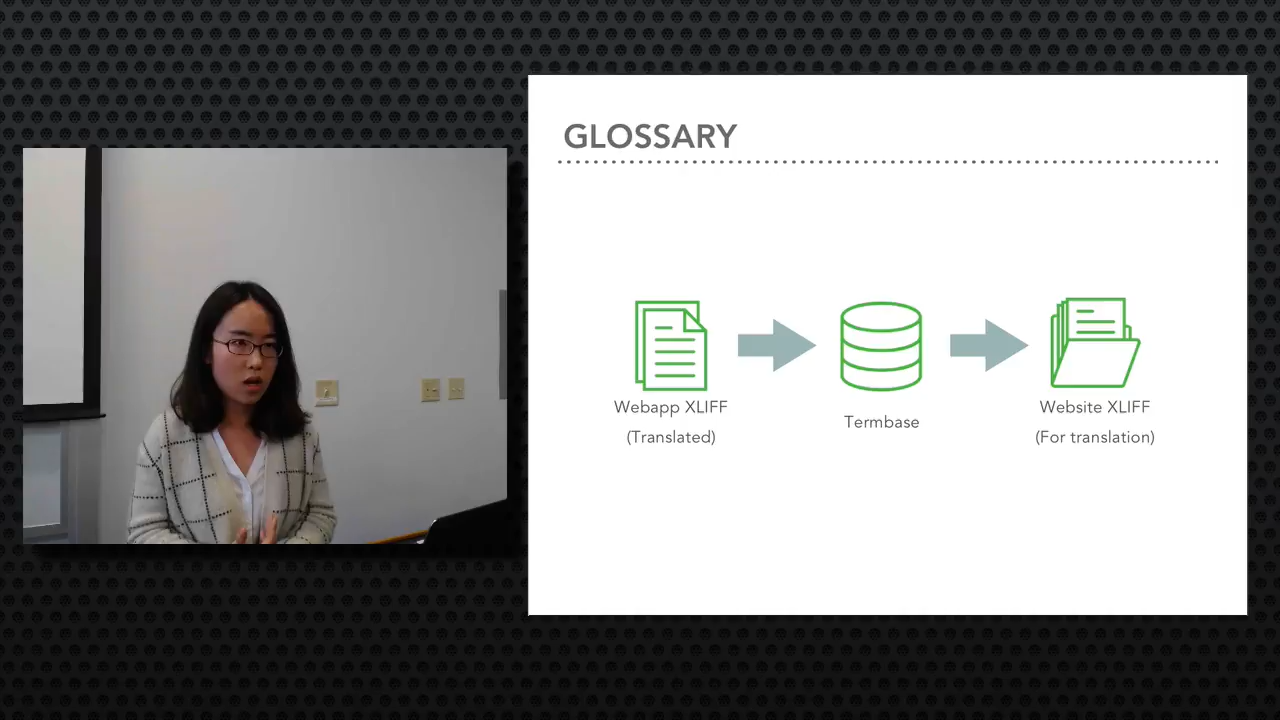 GLOSSARY
Webapp XLIFF
(Translated)
Termbase
Website XLIFF
(For translation)